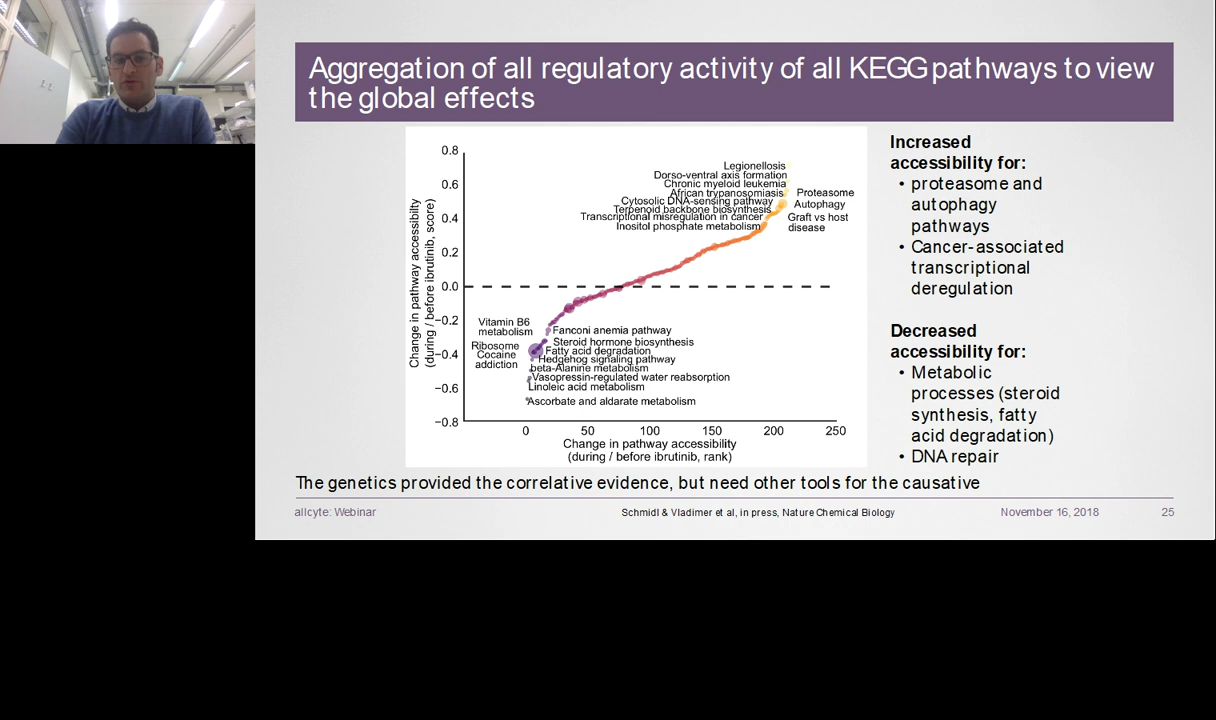 Aggregation of all regulatory activity of all KEGG pathways to view
the global effects
Change in pathway accessibility
(during / before ibrutinib, score)
0.8
0.6
0.4
0.2
0.0
−0.2
−0.4
−0.6
−0.8
Legionellosis
Dorso-ventral axis formation
Chronic myeloid leukemia
African trypanosomiasis
Cytosolic DNA-sensing pathway
Terpenoid backbone biosynthesis
Transcriptional misregulation in cancer
Inositol phosphate metabolism
Proteasome
Autophagy
Graft vs host
disease
Vitamin B6
metabolism
Ribosome
Cocaine
addiction
Fanconi anemia pathway
Steroid hormone biosynthesis
Fatty acid degradation
Hedgehog signaling pathway
beta-Alanine metabolism
Vasopressin-regulated water reabsorption
Linoleic acid metabolism
Ascorbate and aldarate metabolism
0 50 100 150 200 250
Change in pathway accessibility
(during / before ibrutinib, rank)
Increased
accessibility for:
• proteasome and
autophagy
pathways
• Cancer-associated
transcriptional
deregulation
Decreased
accessibility for:
• Metabolic
processes (steroid
synthesis, fatty
acid degradation)
• DNA repair
The genetics provided the correlative evidence, but need other tools for the causative
allcyte: Webinar
Schmidl & Vladimer et al, in press, Nature Chemical Biology
November 16, 2018
25